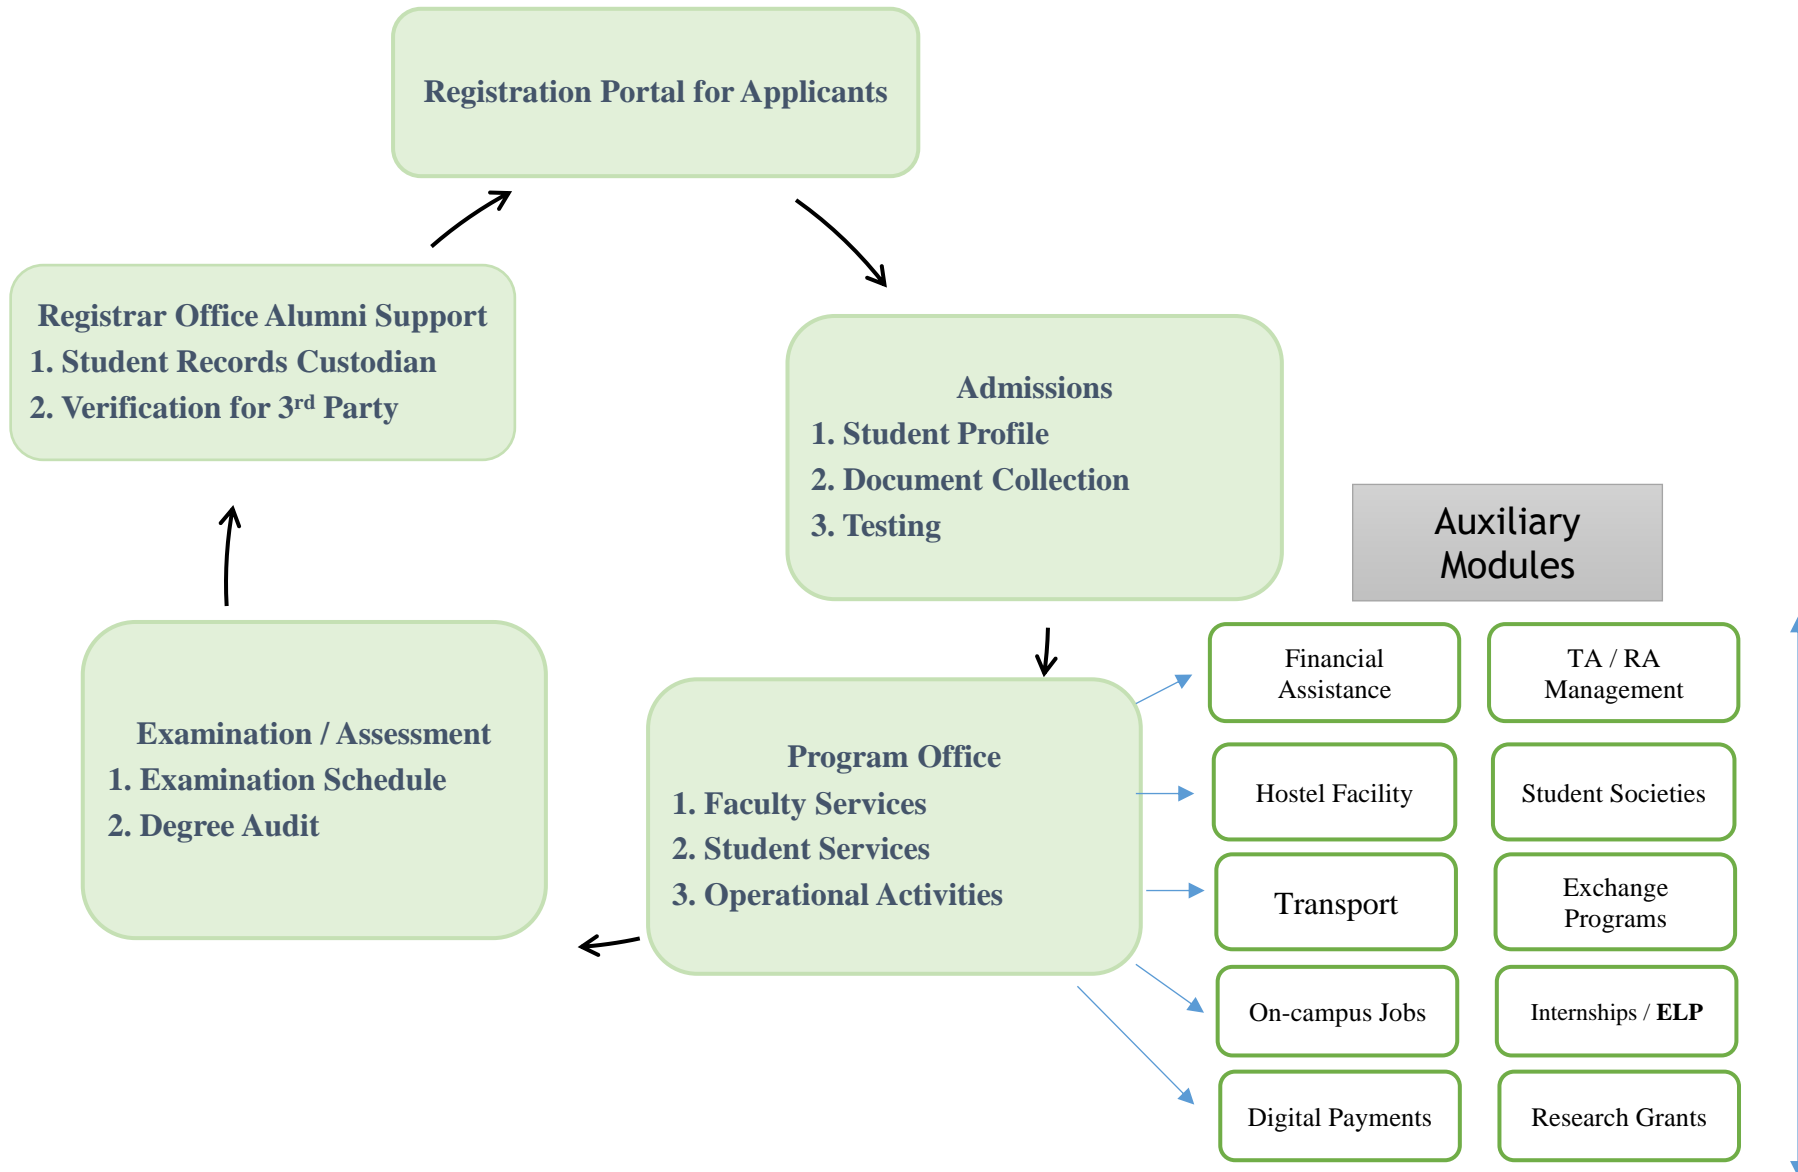 Registration Portal for Applicants
Registrar Office Alumni Support
1. Student Records Custodian
2. Verification for 3rd Party
Admissions
1. Student Profile
2. Document Collection
3. Testing
Auxiliary
Modules
Examination / Assessment
1. Examination Schedule
2. Degree Audit
Program Office
1. Faculty Services
2. Student Services
3. Operational Activities
Financial
Assistance
TA / RA
Management
Hostel Facility
Student Societies
Transport
Exchange
Programs
On-campus Jobs
Internships / ELP
Digital Payments
Research Grants